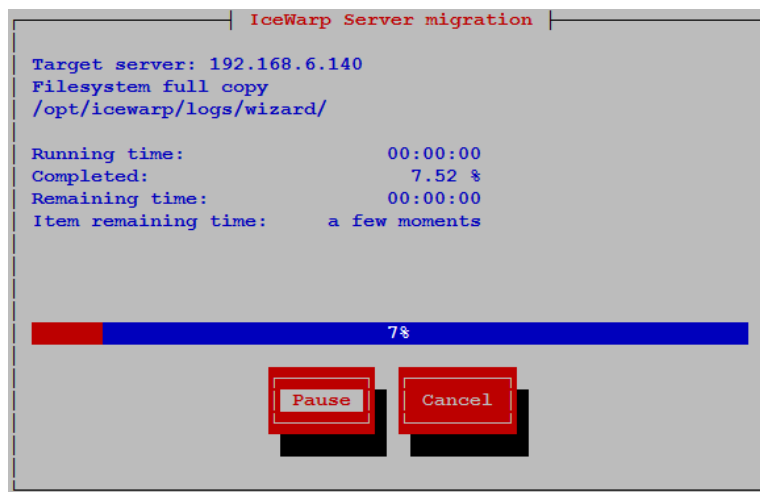 IceWarp Server migration
Target server: 192.168.6.140
Filesystem full copy
/opt/icewarp/logs/wizard/
Running time: 00:00:00
Completed: 7.52 %
Remaining time: 00:00:00
Item remaining time: a few moments
7%
Pause Cancel